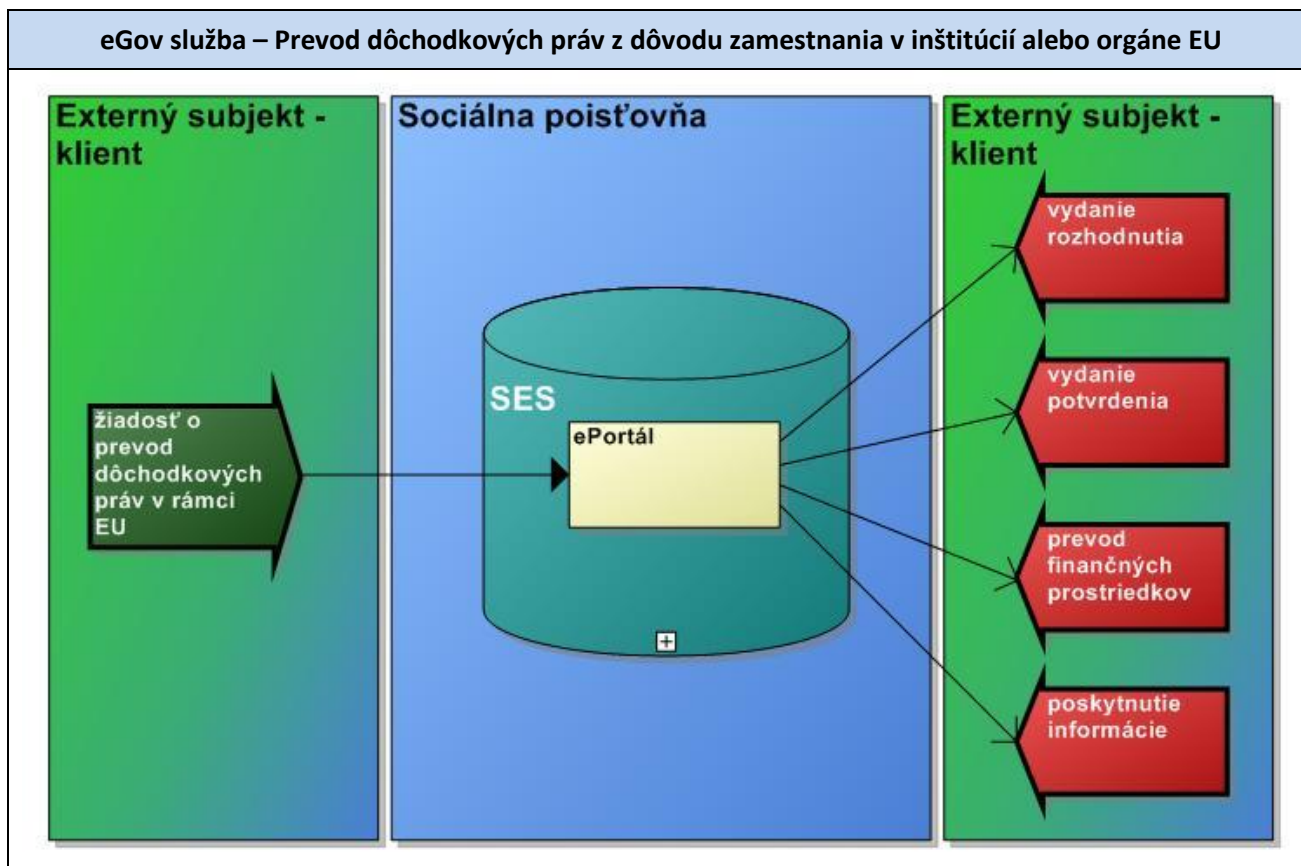 eGov služba – Prevod dôchodkových práv z dôvodu zamestnania v inštitúcií alebo orgáne EU
Externý subjekt -
klient
žiadosť o
prevod
dôchodkových
práv v rámci
EU
Sociálna poisťovňa
SES
ePortál
Externý subjekt -
klient
vydanie
rozhodnutia
vydanie
potvrdenia
prevod
finančných
prostriedkov
poskytnutie
informácie